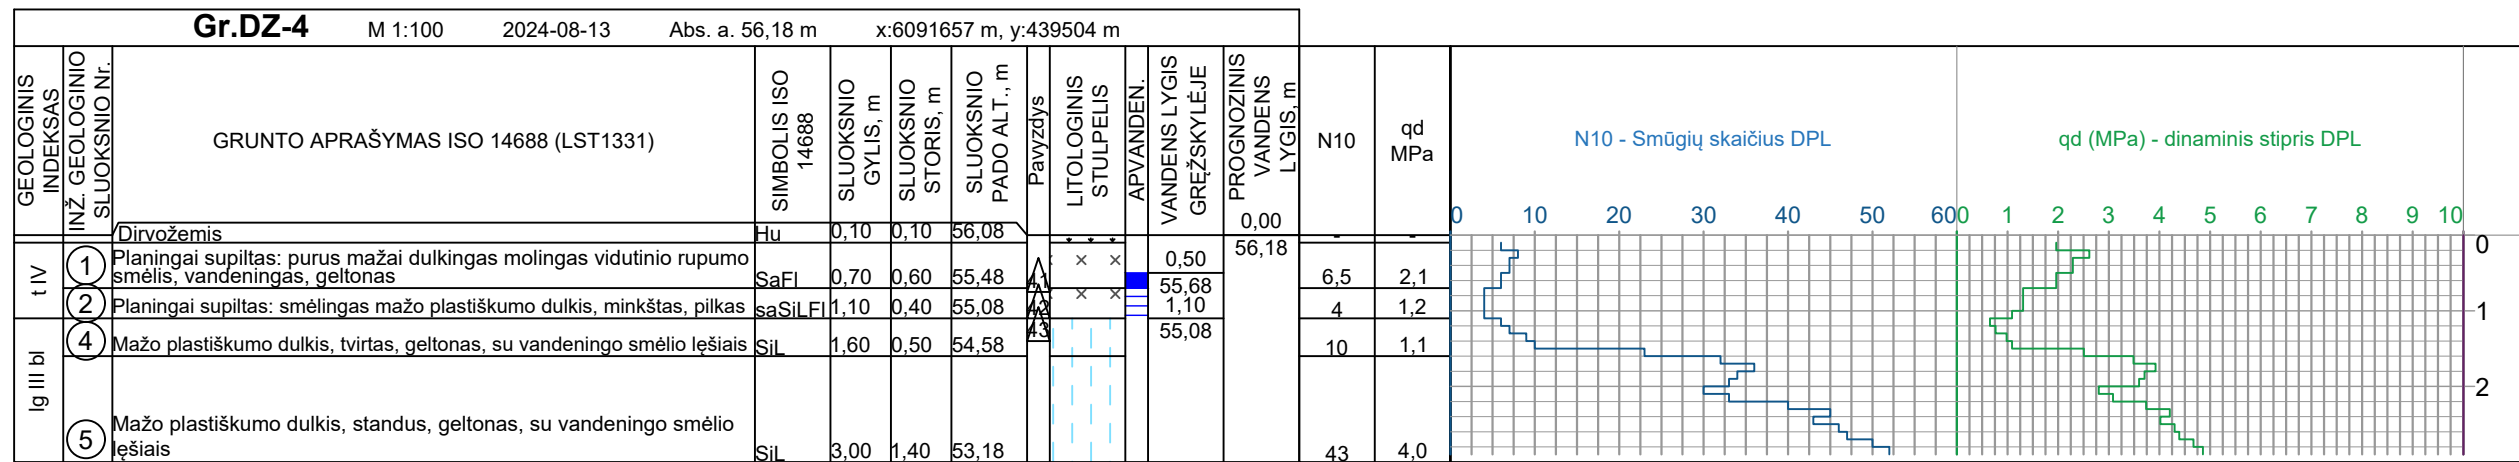 Gr.DZ-4 M 1:100 2024-08-13 Abs. a. 56,18 m x:6091657 m, y:439504 m
GEOLOGINIS
INDEKSAS
INŽ. GEOLOGINIO
SLUOKSNIO Nr.
GRUNTO APRAŠYMAS ISO 14688 (LST1331)
SIMBOLIS ISO
14688
SLUOKSNIO
GYLIS, m
SLUOKSNIO
STORIS, m
SLUOKSNIO
PADO ALT., m
Pavyzdys
LITOLOGINIS
STULPELIS
APVANDEN.
VANDENS LYGIS
GRĘŽSKYLĖJE
PROGNOZINIS
VANDENS
LYGIS, m
N10
qd
MPa
N10 - Smūgių skaičius DPL
qd (MPa) - dinaminis stipris DPL
0 10 20 30 40 50 60
0 1 2 3 4 5 6 7 8 9 10
Dirvožemis Hu 0,10 0,10 56,08 0,00 - -
56,18
0
t IV
1
Planingai supiltas: purus mažai dulkingas molingas vidutinio rupumo
smėlis, vandeningas, geltonas SaFl 0,70 0,60 55,48 41 6,5 2,1
0,50
55,68
2
Planingai supiltas: smėlingas mažo plastiškumo dulkis, minkštas, pilkas saSiLFl 1,10 0,40 55,08 42 1,10 4 1,2
55,08
1
lg III bl
4
Mažo plastiškumo dulkis, tvirtas, geltonas, su vandeningo smėlio lęšiais SiL 1,60 0,50 54,58 43 10 1,1
2
5
Mažo plastiškumo dulkis, standus, geltonas, su vandeningo smėlio
lęšiais SiL 3,00 1,40 53,18 43 4,0